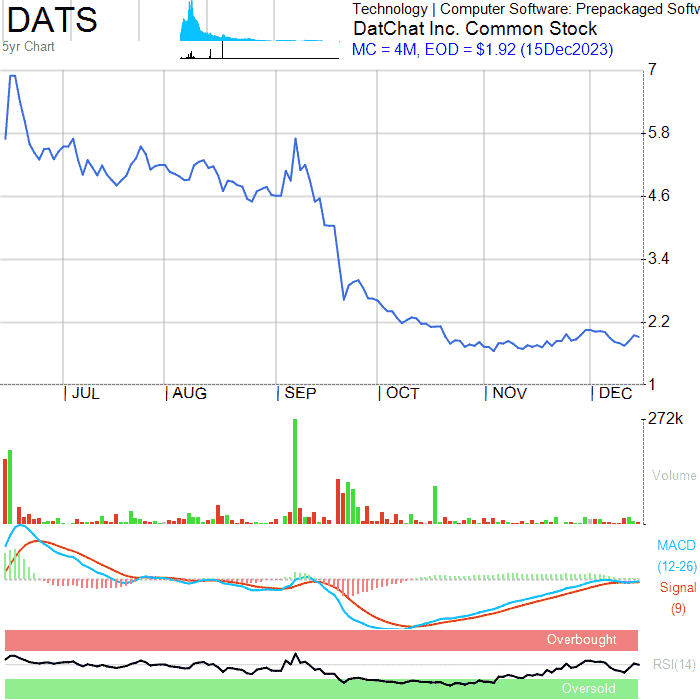 DATS
5yr Chart
Technology | Computer Software: Prepackaged Softw
DatChat Inc. Common Stock
MC = 4M, EOD = $1.92 (15Dec2023)
7
5.8
4.6
3.4
2.2
1
JUL
AUG
SEP
OCT
NOV
DEC
272k
Volume
MACD
(12-26)
Signal
(9)
Overbought
RSI(14)
Oversold